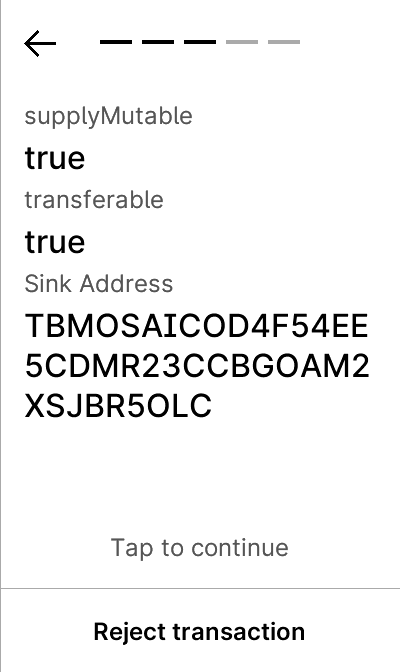 supplyMutable
true
transferable
true
Sink Address
TBMOSAICOD4F54EE
5CDMR23CCBGOAM2
XSJBR5OLC
Tap to continue
Reject transaction